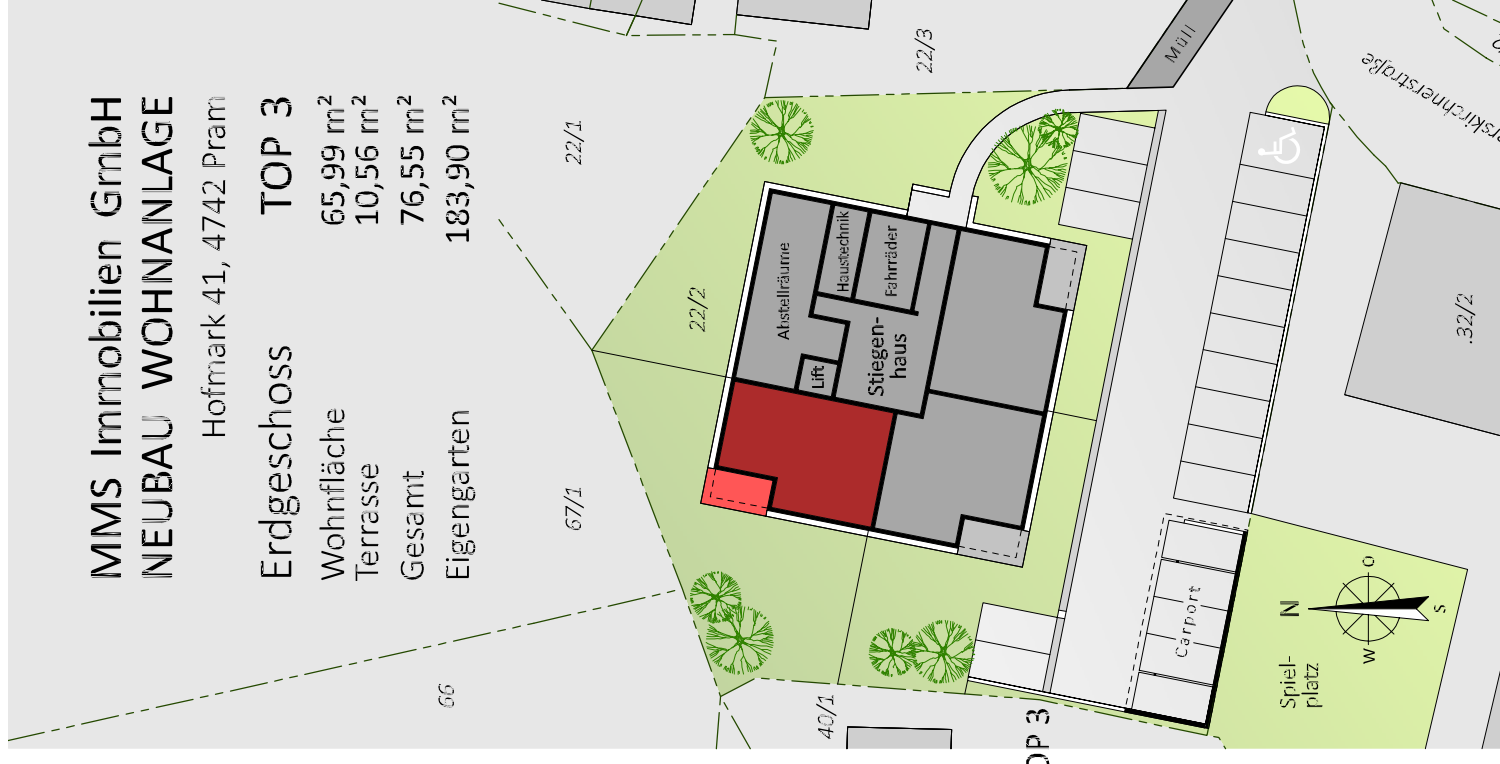 MMS Immobilien GmbH
NEUBAU WOHNANLAGE
Hofmark 41, 4742 Pram
Erdgeschoss TOP 3
Wohnfläche 65,99 m²
Terrasse 10,56 m²
Gesamt 76,55 m²
Eigengarten 183,90 m²
22/1
67/1
66
22/2
22/3
40/1
.32/2
Müll
Abstellräume
Haustechnik
Fahrräder
Lift
Stiegen-
haus
Carport
Spiel-
platz
N
O
S
W
OP 3
rskirchnerstraße